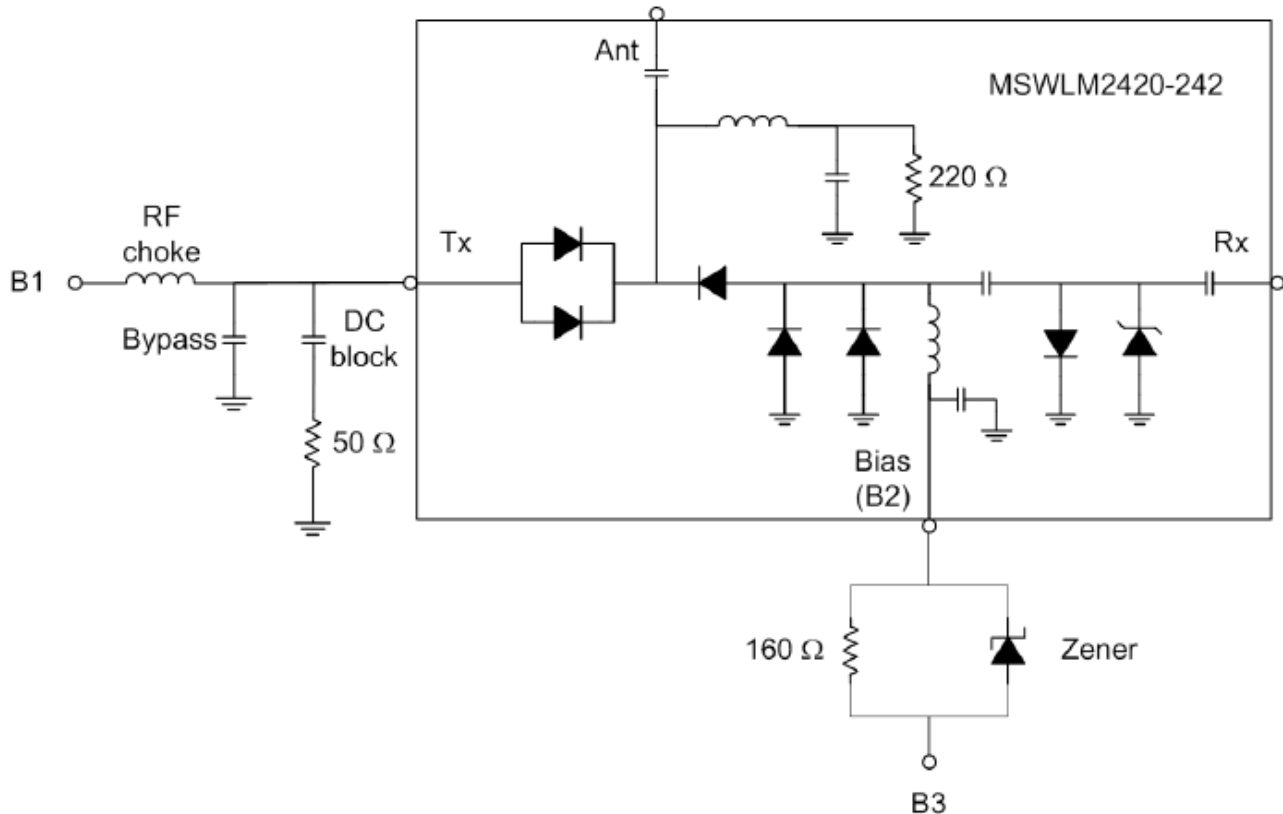 Ant
MSWLM2420-242
220 Ω
RF
choke
Tx
Rx
B1
Bypass
DC
block
50 Ω
Bias
(B2)
160 Ω
Zener
B3